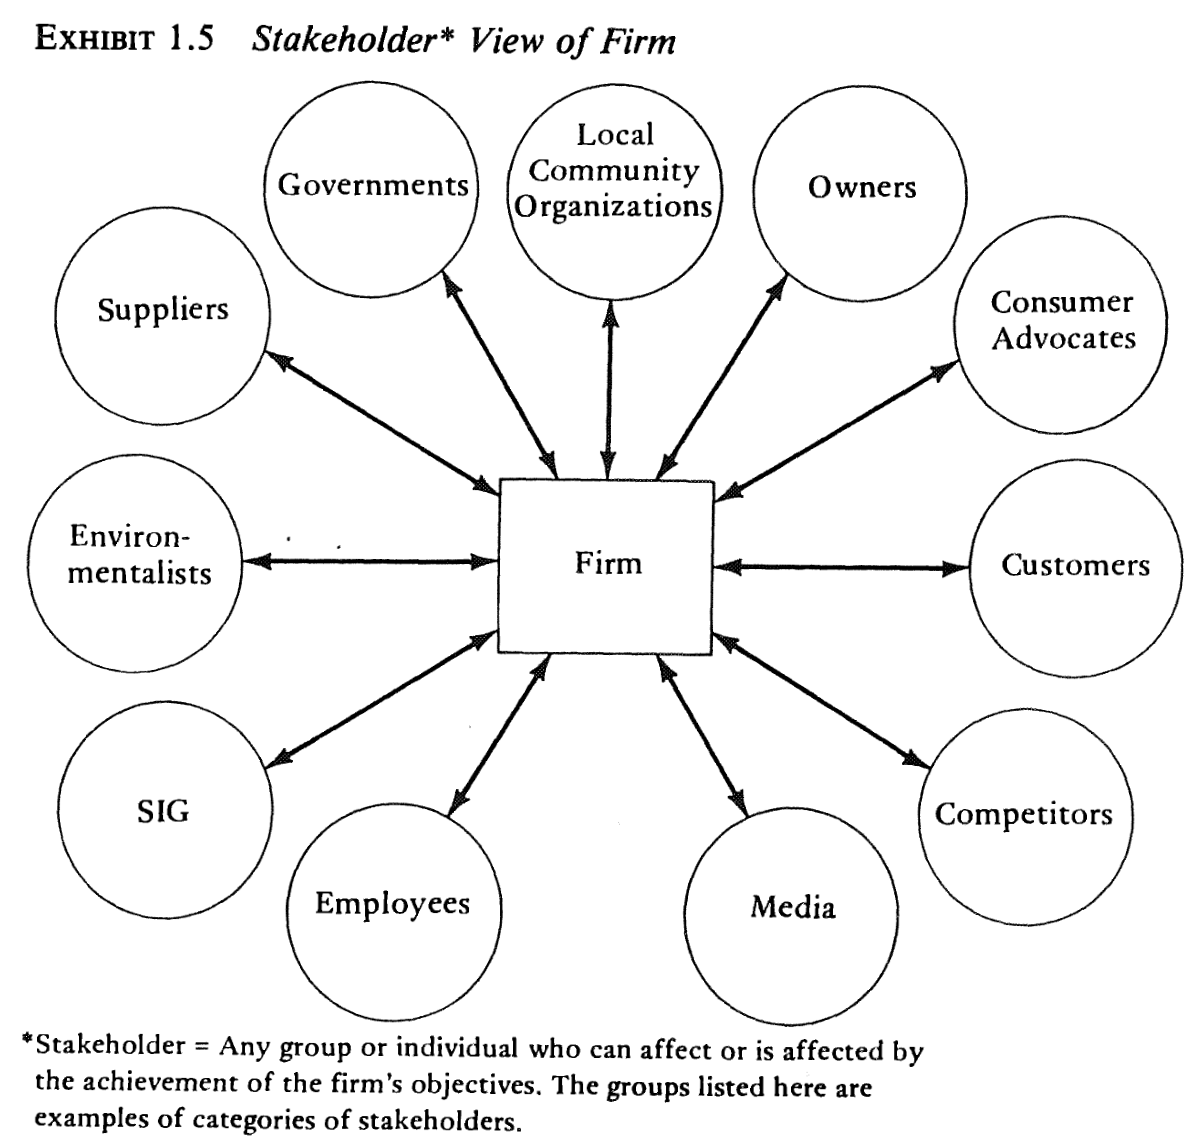 EXHIBIT 1.5 Stakeholder* View of Firm
Governments
Local
Community
Organizations
Owners
Suppliers
Consumer
Advocates
Environ-
mentalists
Firm
Customers
SIG
Competitors
Employees
Media
*Stakeholder = Any group or individual who can affect or is affected by
the achievement of the firm's objectives. The groups listed here are
examples of categories of stakeholders.